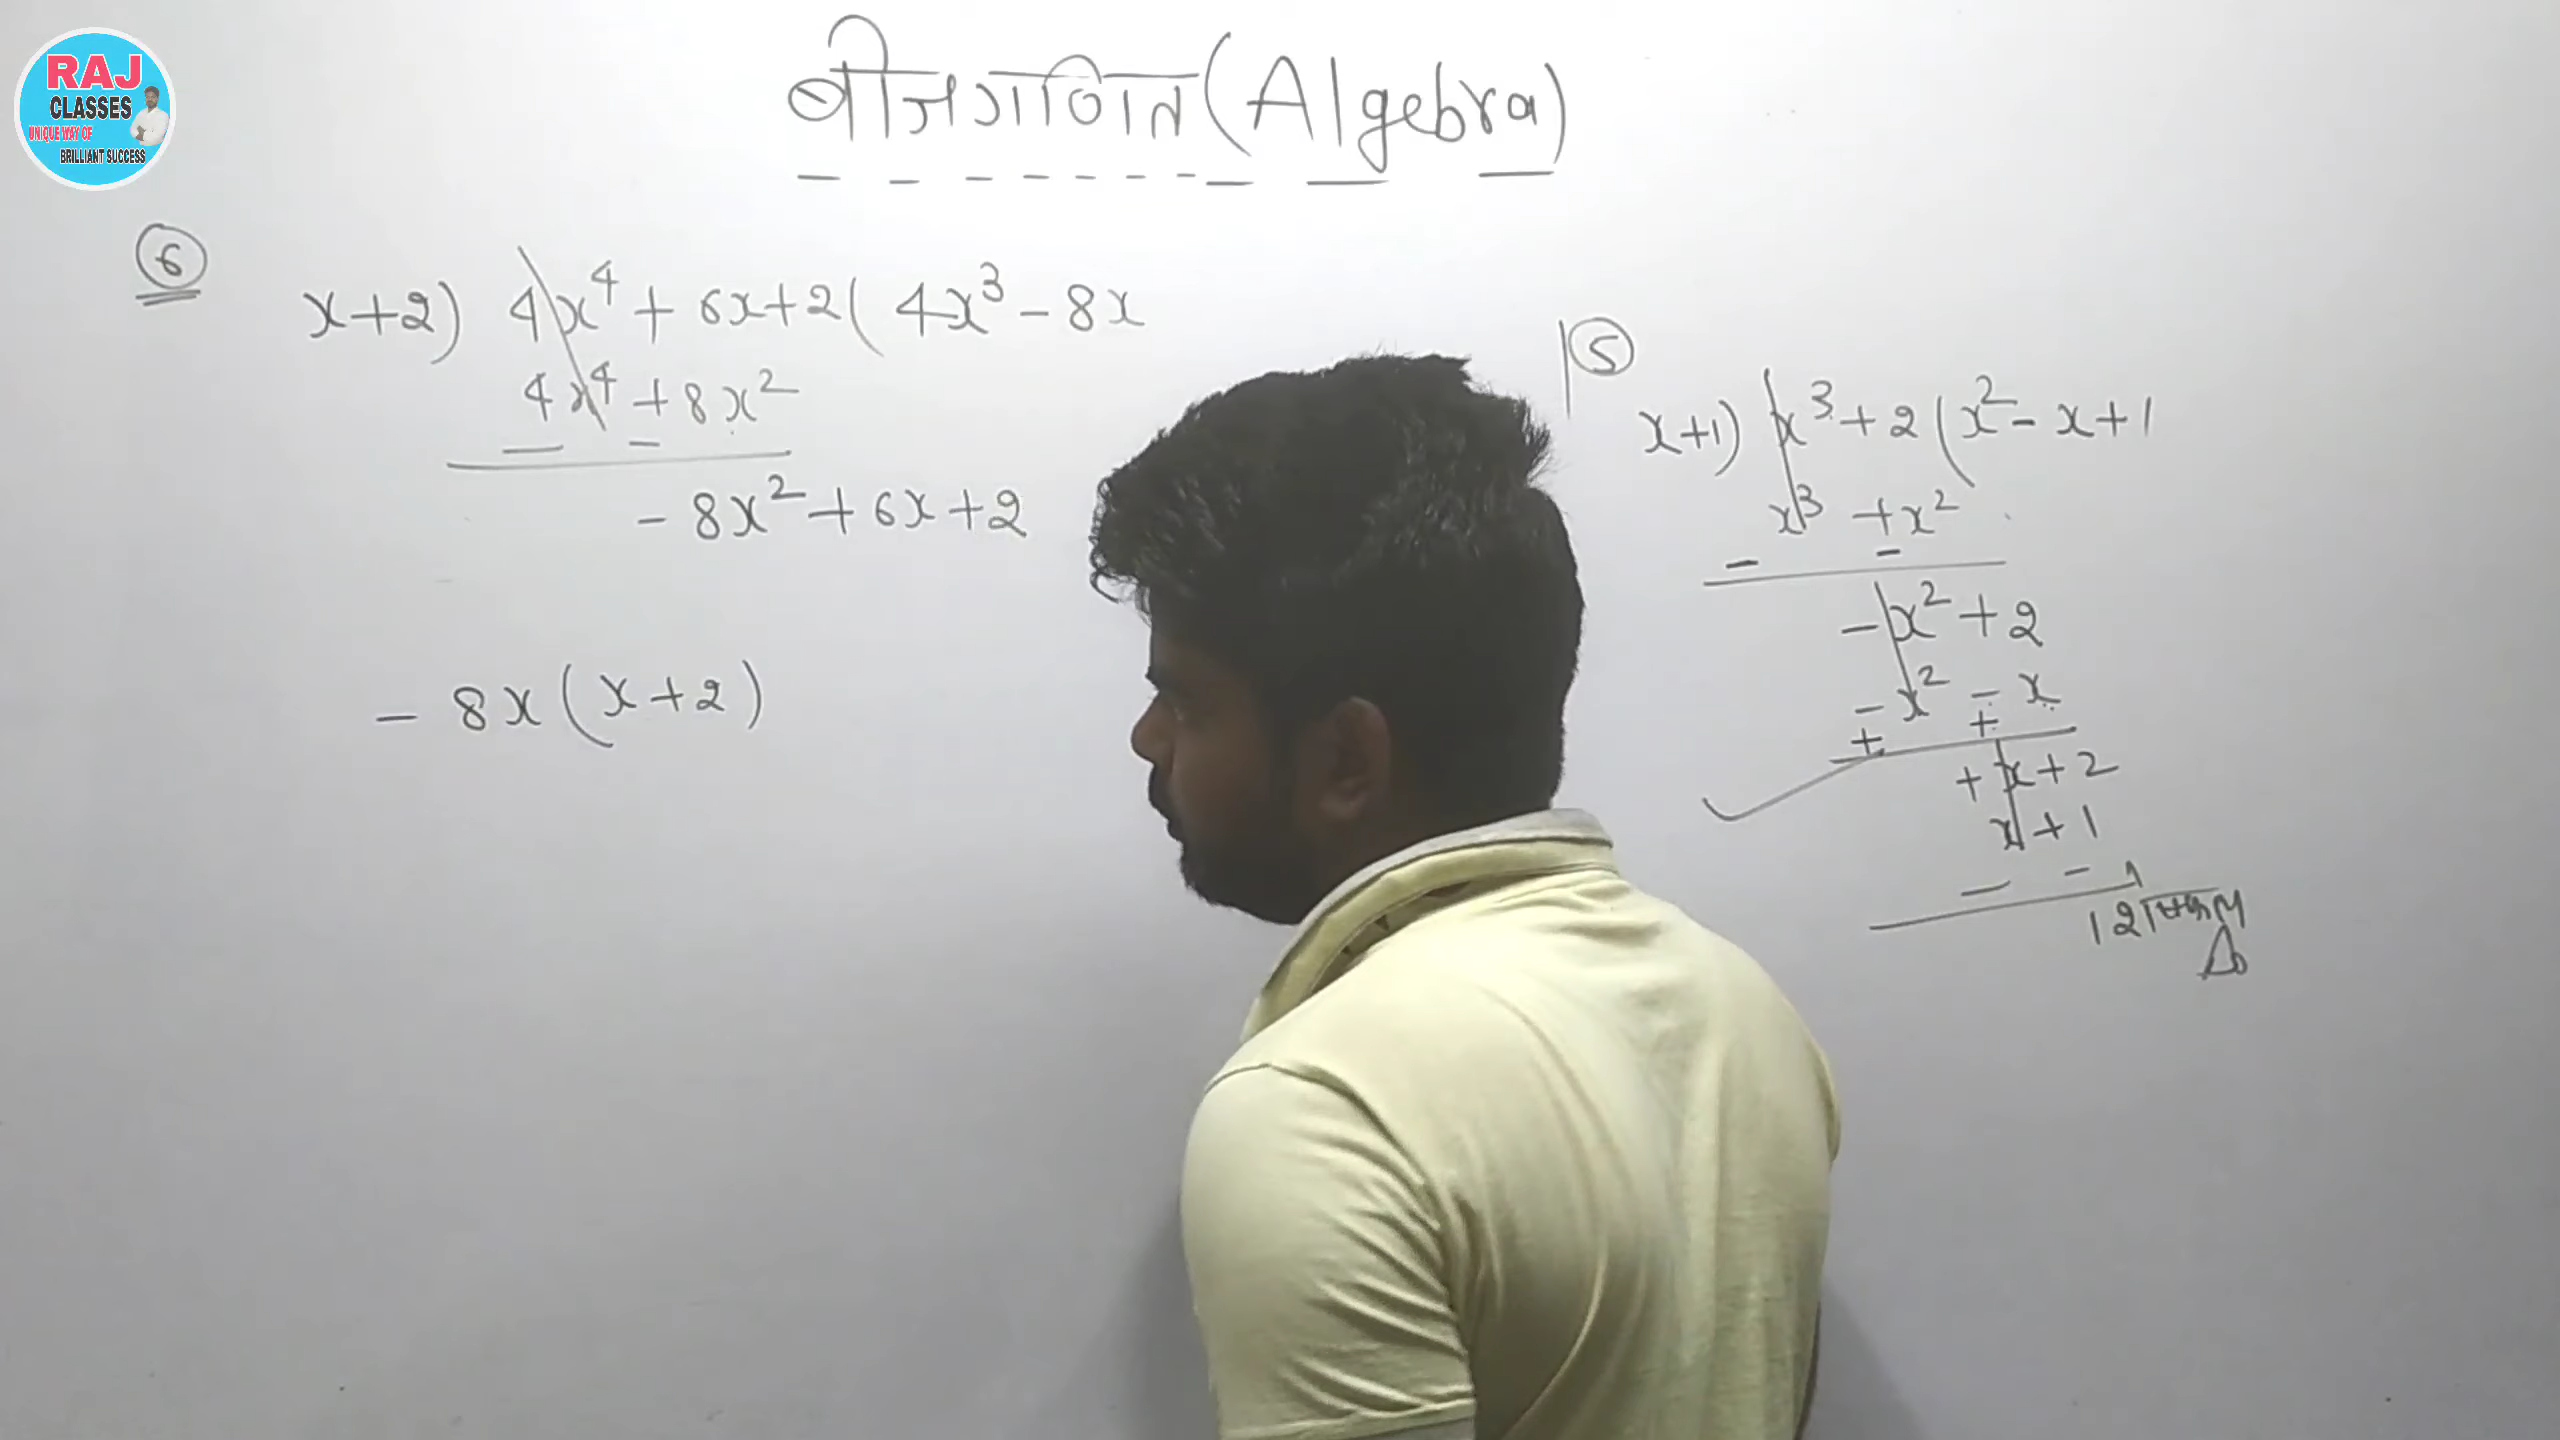 RAJ
CLASSES
UNIQUE WAY OF
BRILLIANT SUCCESS
बीजगणित (Algebra)
6
x+2) 4x⁴ + 6x+2 ( 4x³ - 8x
4x⁴ + 8x²
- -
- 8x² + 6x + 2
- 8x (x+2)
5
x+1) x³ + 2 ( x² - x + 1
x³ + x²
- -
- x² + 2
- x² - x
+ +
+ x + 2
x + 1
- -
1